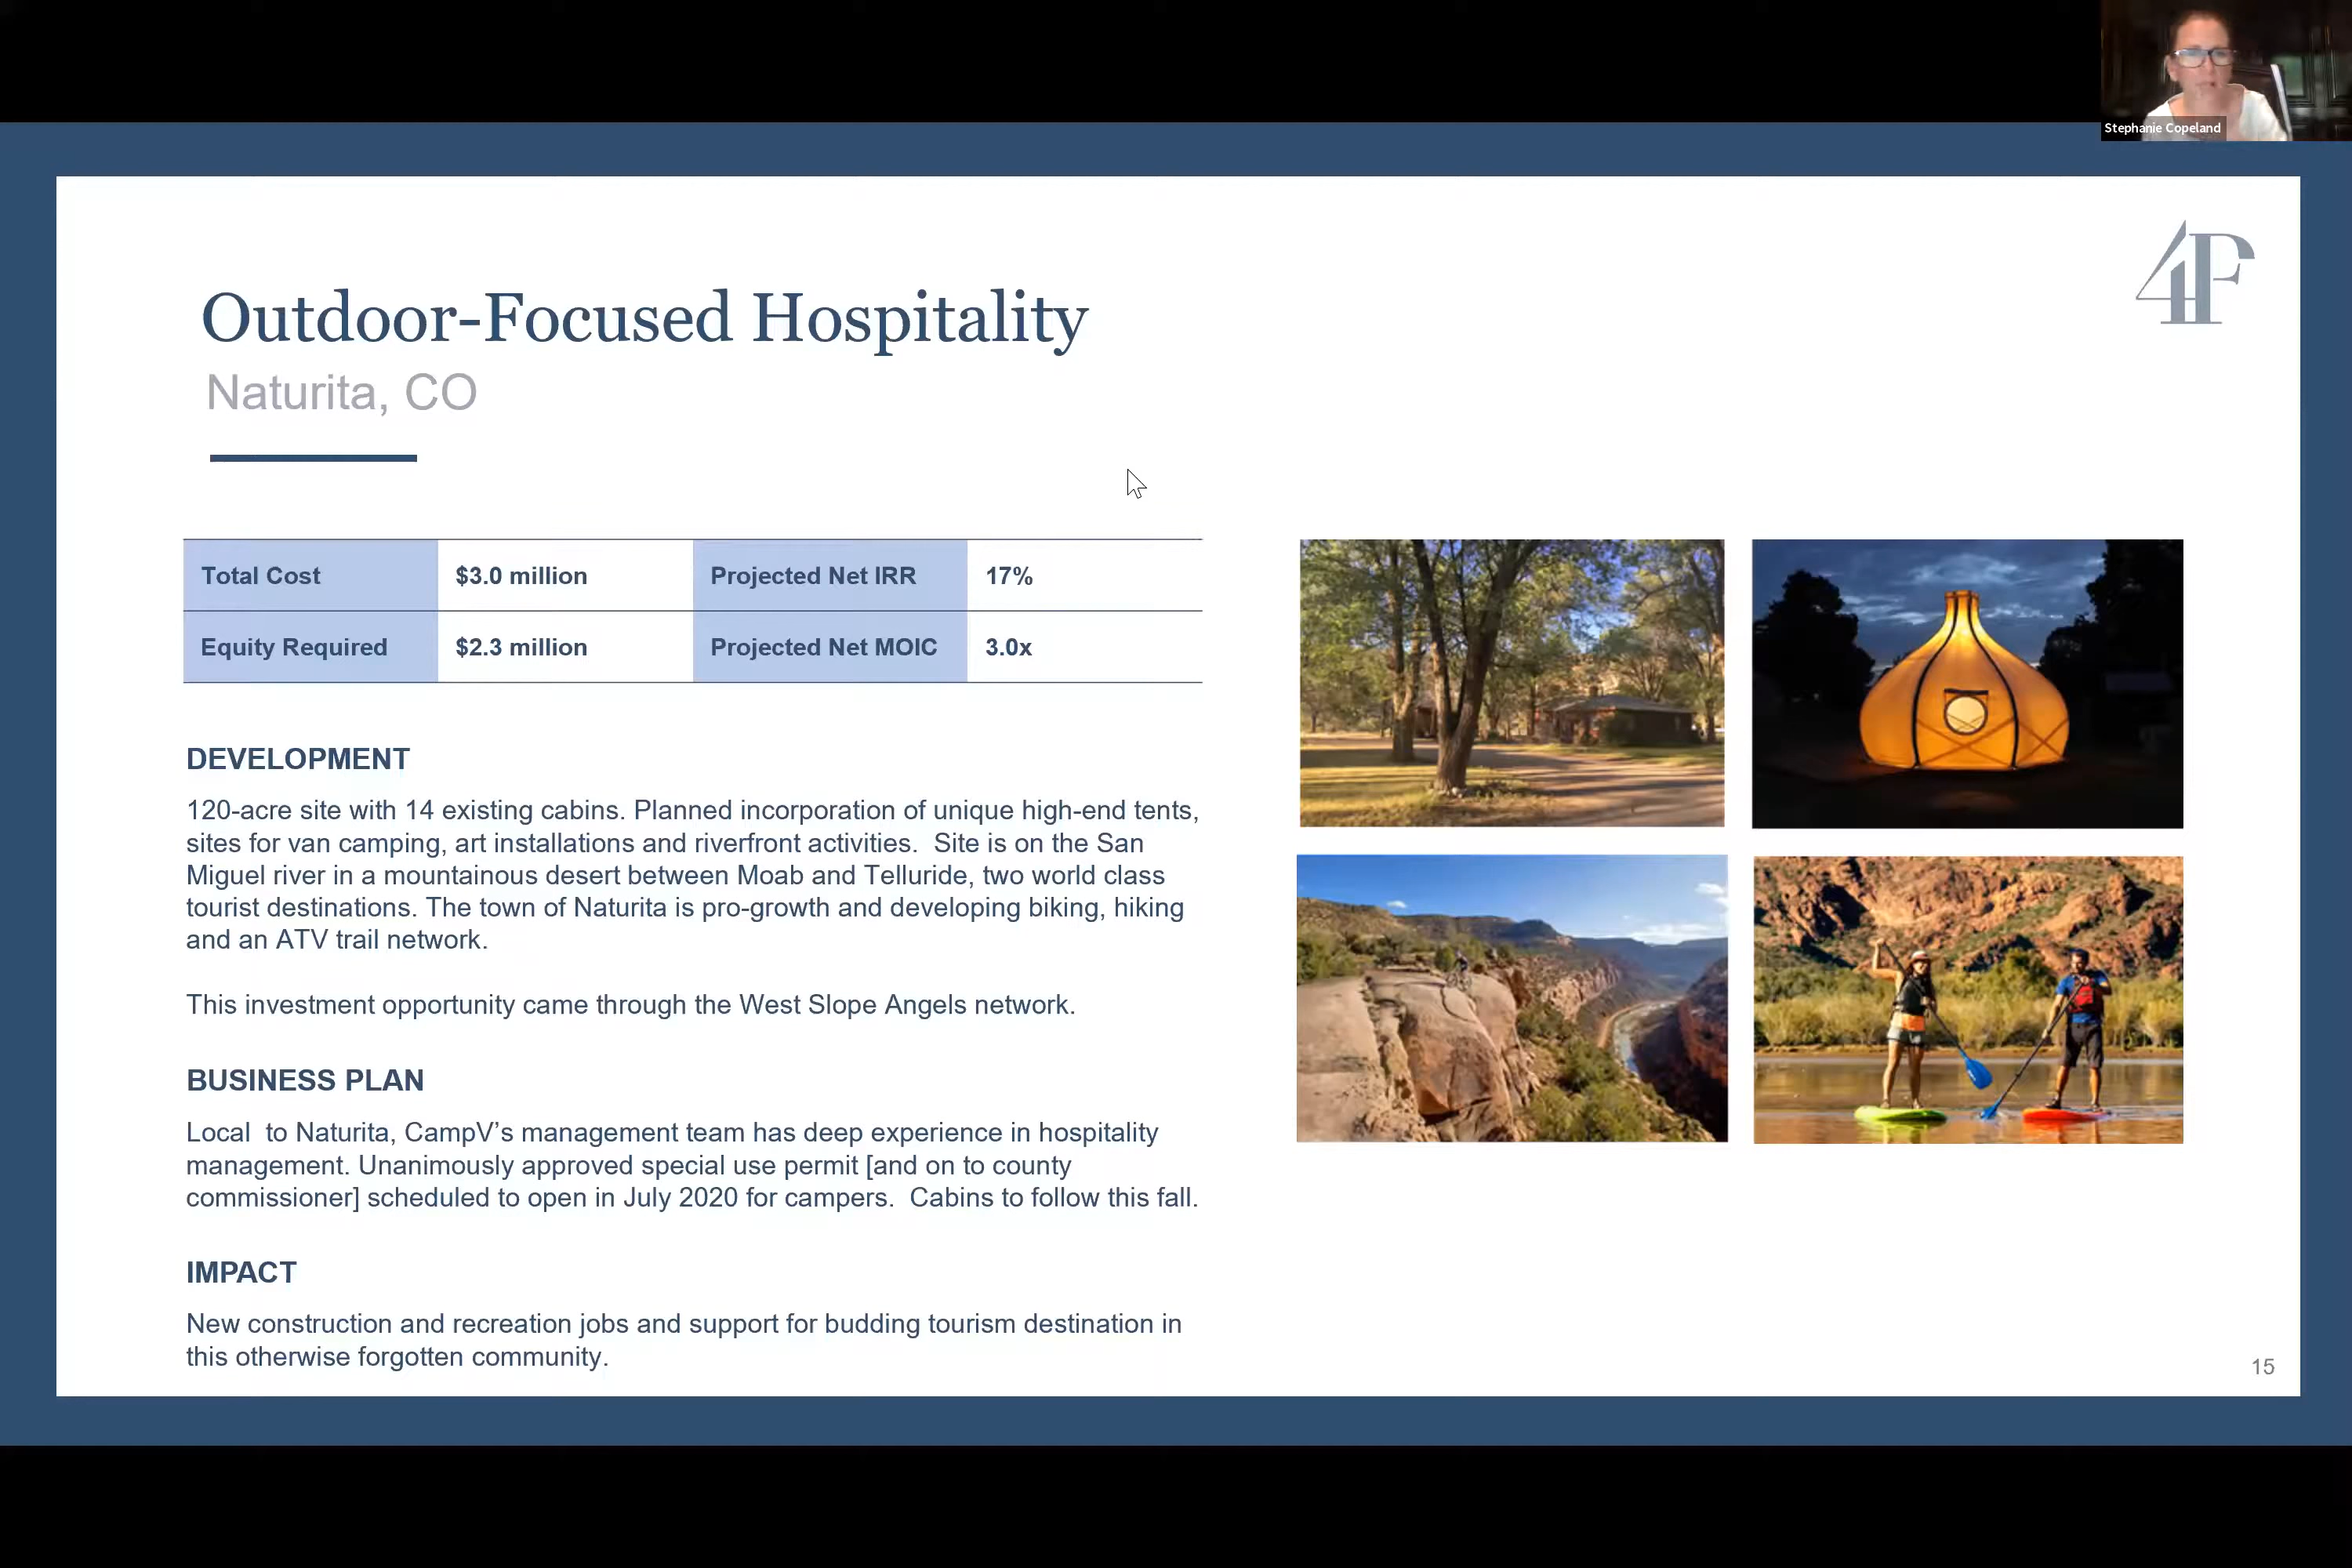 Stephanie Copeland
4F
Outdoor-Focused Hospitality
Naturita, CO
Total Cost $3.0 million Projected Net IRR 17%
Equity Required $2.3 million Projected Net MOIC 3.0x
DEVELOPMENT
120-acre site with 14 existing cabins. Planned incorporation of unique high-end tents,
sites for van camping, art installations and riverfront activities.  Site is on the San
Miguel river in a mountainous desert between Moab and Telluride, two world class
tourist destinations. The town of Naturita is pro-growth and developing biking, hiking
and an ATV trail network.
This investment opportunity came through the West Slope Angels network.
BUSINESS PLAN
Local  to Naturita, CampV’s management team has deep experience in hospitality
management. Unanimously approved special use permit [and on to county
commissioner] scheduled to open in July 2020 for campers.  Cabins to follow this fall.
IMPACT
New construction and recreation jobs and support for budding tourism destination in
this otherwise forgotten community.
15